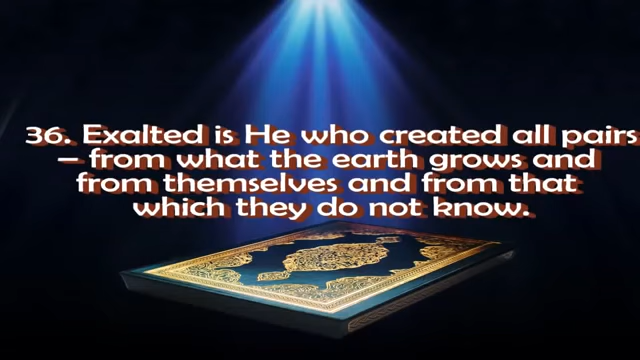 36. Exalted is He who created all pairs
– from what the earth grows and
from themselves and from that
which they do not know.